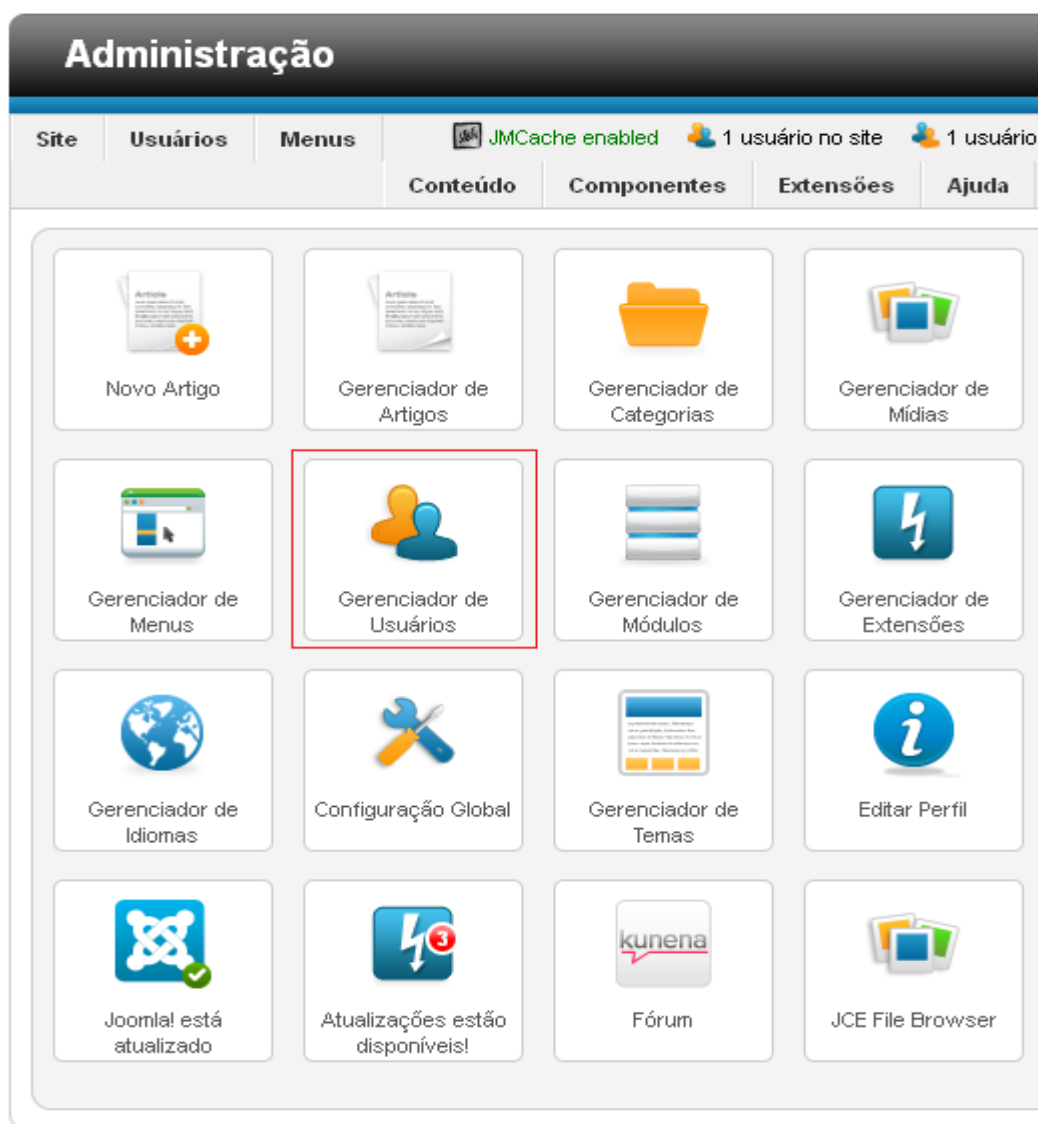 Administração
Site Usuários Menus JMCache enabled 1 usuário no site 1 usuário
Conteúdo Componentes Extensões Ajuda
Article
Article
Novo Artigo
Gerenciador de
Artigos
Gerenciador de
Categorias
Gerenciador de
Mídias
Gerenciador de
Menus
Gerenciador de
Usuários
Gerenciador de
Módulos
Gerenciador de
Extensões
Gerenciador de
Idiomas
Configuração Global
Gerenciador de
Temas
Editar Perfil
3
kunena
Joomla! está
atualizado
Atualizações estão
disponíveis!
Fórum
JCE File Browser